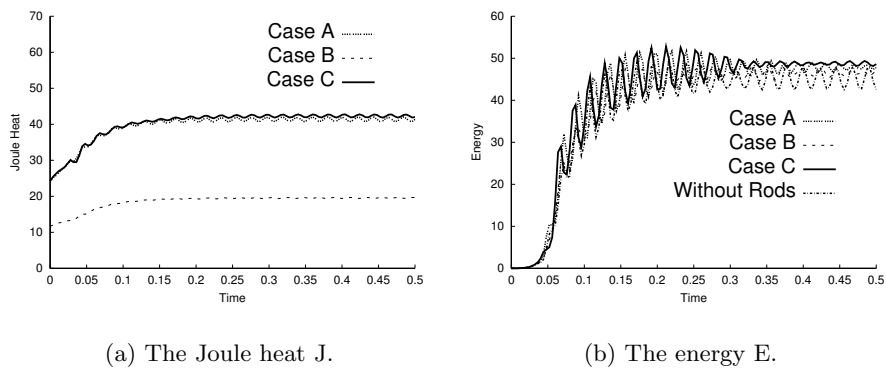 70
60
50
40
30
20
10
0
Joule Heat
Case A
Case B
Case C
0 0.05 0.1 0.15 0.2 0.25 0.3 0.35 0.4 0.45 0.5
Time
(a) The Joule heat J.
60
50
40
30
20
10
0
Energy
Case A
Case B
Case C
Without Rods
0 0.05 0.1 0.15 0.2 0.25 0.3 0.35 0.4 0.45 0.5
Time
(b) The energy E.